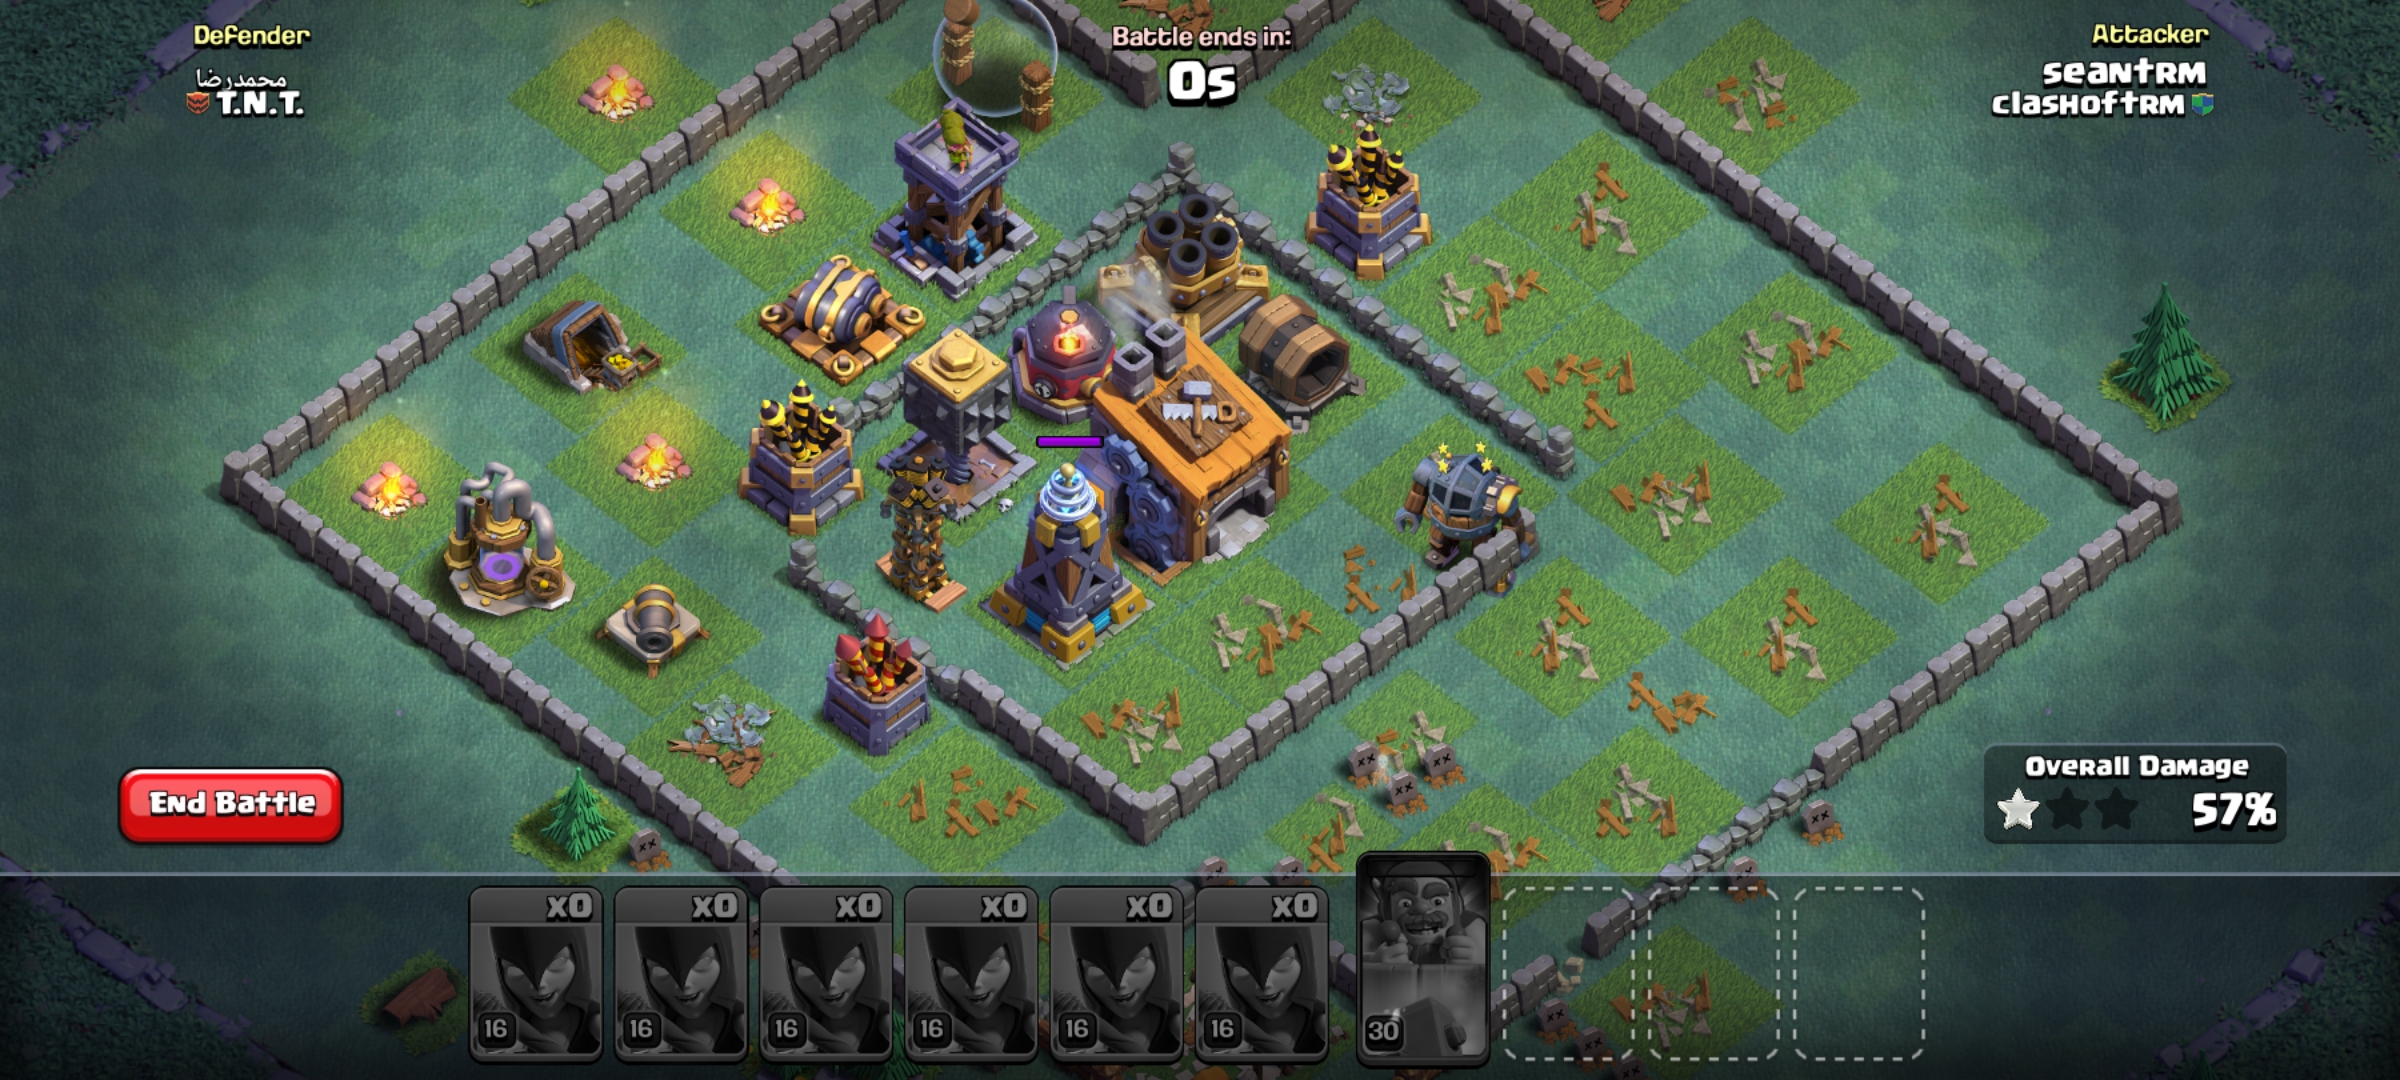 Defender
محمدرضا
T.N.T.
Battle ends in:
0s
Attacker
seantRM
clashoftRM
End Battle
Overall Damage
57%
x0
x0
x0
x0
x0
x0
16
16
16
16
16
16
30